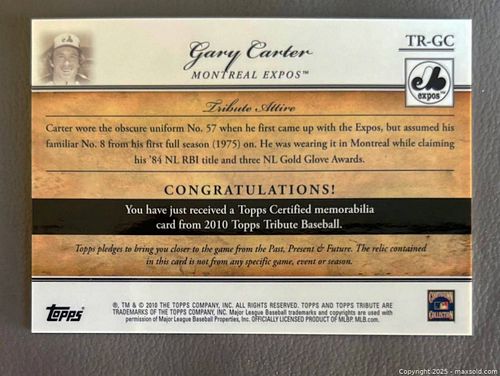 Gary Carter
MONTREAL EXPOS™
TR-GC
expos™
Tribute Attire
Carter wore the obscure uniform No. 57 when he first came up with the Expos, but assumed his
familiar No. 8 from his first full season (1975) on. He was wearing it in Montreal while claiming
his '84 NL RBI title and three NL Gold Glove Awards.
CONGRATULATIONS!
You have just received a Topps Certified memorabilia
card from 2010 Topps Tribute Baseball.
Topps pledges to bring you closer to the game from the Past, Present & Future. The relic contained
in this card is not from any specific game, event or season.
Topps
®, TM & © 2010 THE TOPPS COMPANY, INC. ALL RIGHTS RESERVED. TOPPS AND TOPPS TRIBUTE ARE
TRADEMARKS OF THE TOPPS COMPANY, INC. Major League Baseball trademarks and copyrights are used with
permission of Major League Baseball Properties, Inc. OFFICIALLY LICENSED PRODUCT OF MLBP. MLB.com.
COOPERSTOWN
COLLECTION
Copyright 2025 - maxsold.com